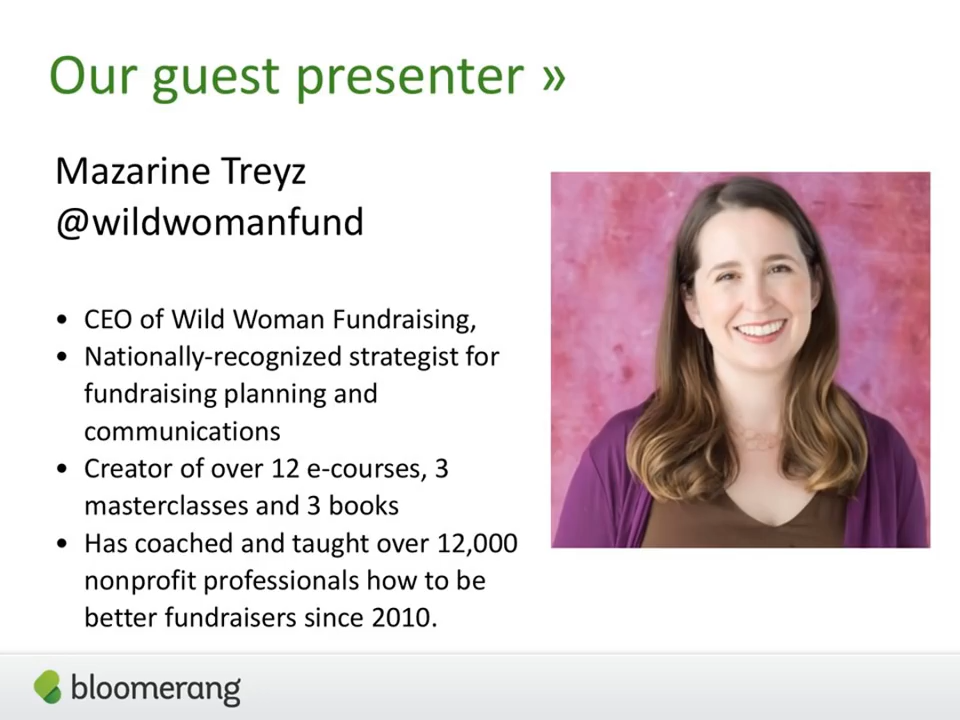 Our guest presenter »
Mazarine Treyz
@wildwomanfund
• CEO of Wild Woman Fundraising,
• Nationally-recognized strategist for
fundraising planning and
communications
• Creator of over 12 e-courses, 3
masterclasses and 3 books
• Has coached and taught over 12,000
nonprofit professionals how to be
better fundraisers since 2010.
bloomerang